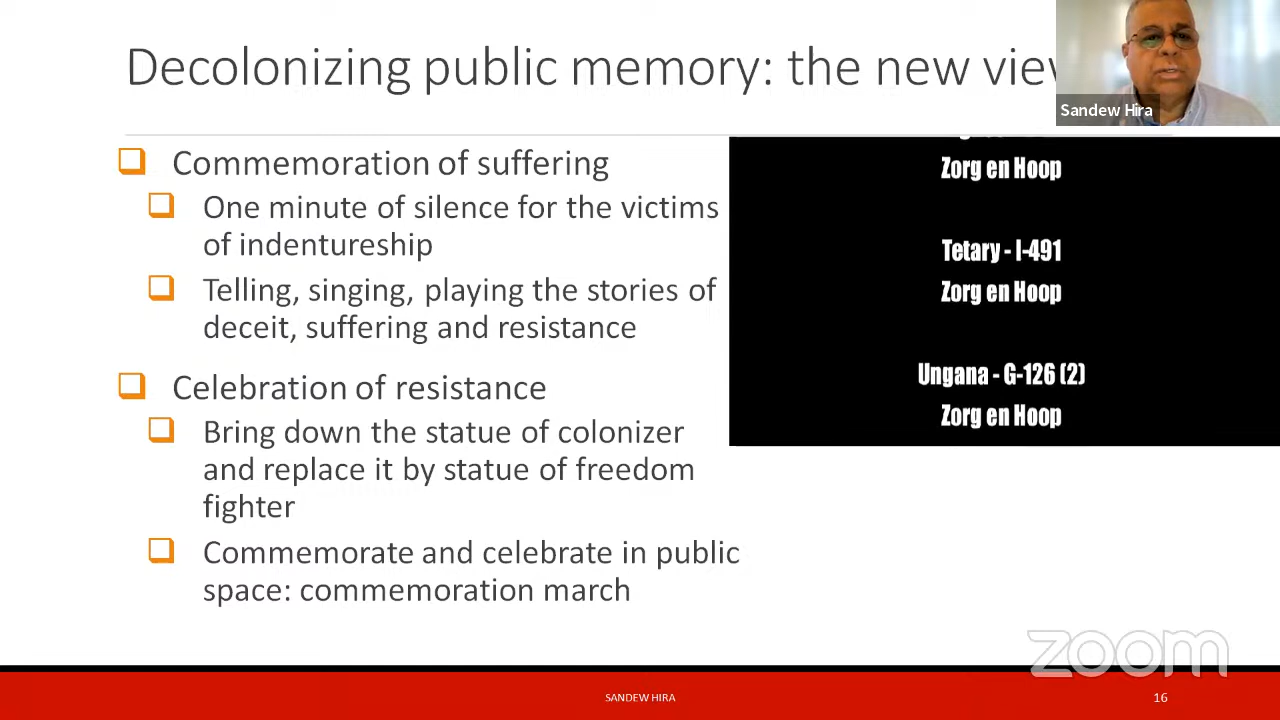 Decolonizing public memory: the new view
Sandew Hira
Commemoration of suffering
One minute of silence for the victims
of indentureship
Telling, singing, playing the stories of
deceit, suffering and resistance
Celebration of resistance
Bring down the statue of colonizer
and replace it by statue of freedom
fighter
Commemorate and celebrate in public
space: commemoration march
Zorg en Hoop
Tetary - I-491
Zorg en Hoop
Ungana - G-126 (2)
Zorg en Hoop
zoom
SANDEW HIRA
16